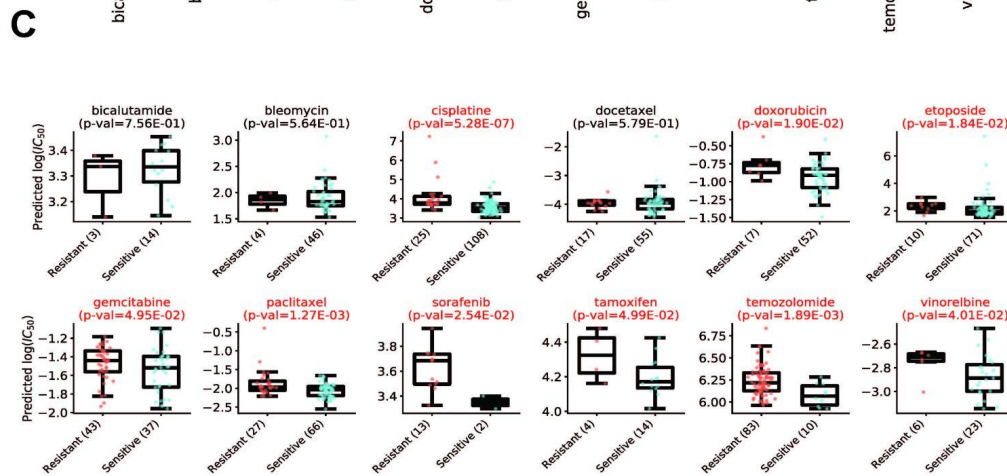 C
bical
b
do
ge
temo
v
bicalutamide
(p-val=7.56E-01)
bleomycin
(p-val=5.64E-01)
cisplatine
(p-val=5.28E-07)
docetaxel
(p-val=5.79E-01)
doxorubicin
(p-val=1.90E-02)
etoposide
(p-val=1.84E-02)
Predicted log(IC50)
3.4
3.3
3.2
Resistant (3)
Sensitive (14)
3.0
2.5
2.0
1.5
Resistant (4)
Sensitive (46)
7
6
5
4
3
Resistant (25)
Sensitive (108)
−2
−3
−4
Resistant (17)
Sensitive (55)
−0.50
−0.75
−1.00
−1.25
−1.50
Resistant (7)
Sensitive (52)
6
4
2
Resistant (10)
Sensitive (71)
gemcitabine
(p-val=4.95E-02)
paclitaxel
(p-val=1.27E-03)
sorafenib
(p-val=2.54E-02)
tamoxifen
(p-val=4.99E-02)
temozolomide
(p-val=1.89E-03)
vinorelbine
(p-val=4.01E-02)
Predicted log(IC50)
−1.2
−1.4
−1.6
−1.8
−2.0
Resistant (43)
Sensitive (37)
−0.5
−1.0
−1.5
−2.0
−2.5
Resistant (27)
Sensitive (66)
3.8
3.6
3.4
Resistant (13)
Sensitive (2)
4.4
4.2
4.0
Resistant (4)
Sensitive (14)
6.75
6.50
6.25
6.00
Resistant (83)
Sensitive (10)
−2.6
−2.8
−3.0
Resistant (6)
Sensitive (23)